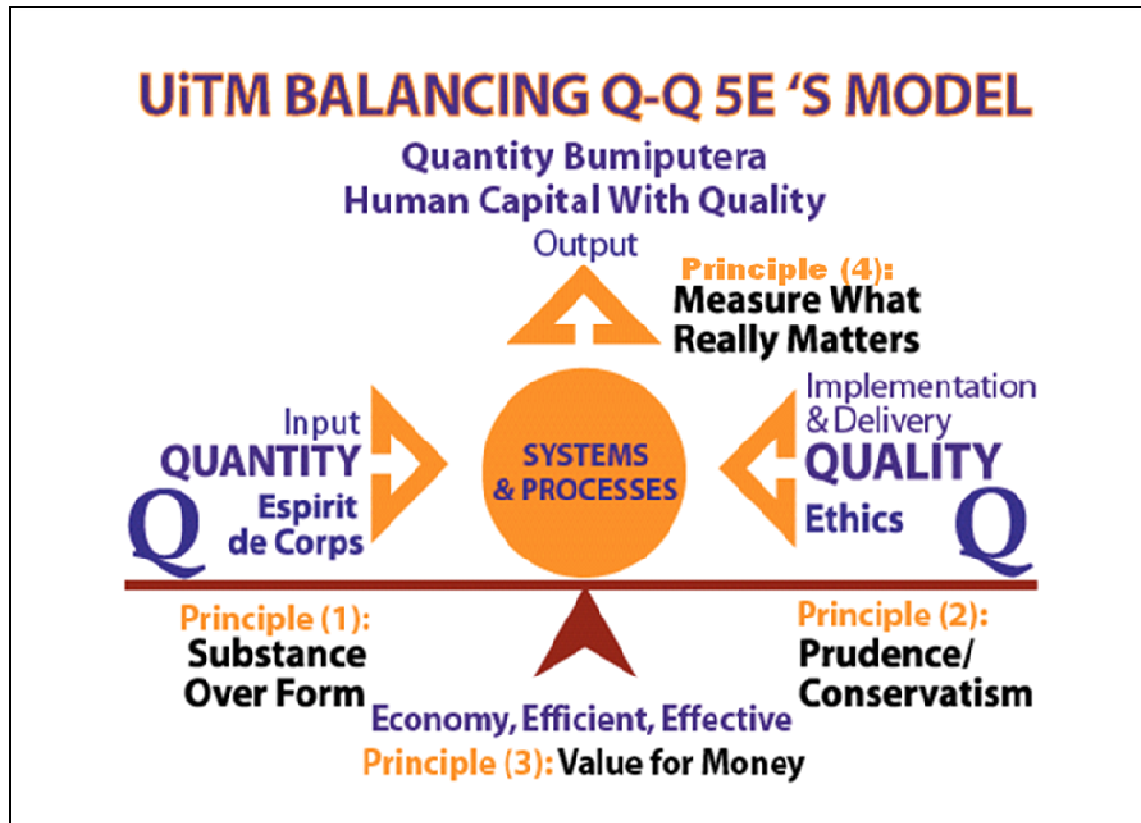 UiTM BALANCING Q-Q 5E 'S MODEL
Quantity Bumiputera
Human Capital With Quality
Output
Principle (4):
Measure What
Really Matters
Input
QUANTITY
Espirit
de Corps
Q
SYSTEMS
& PROCESSES
Implementation
& Delivery
QUALITY
Ethics
Q
Principle (1):
Substance
Over Form
Principle (2):
Prudence/
Conservatism
Economy, Efficient, Effective
Principle (3): Value for Money